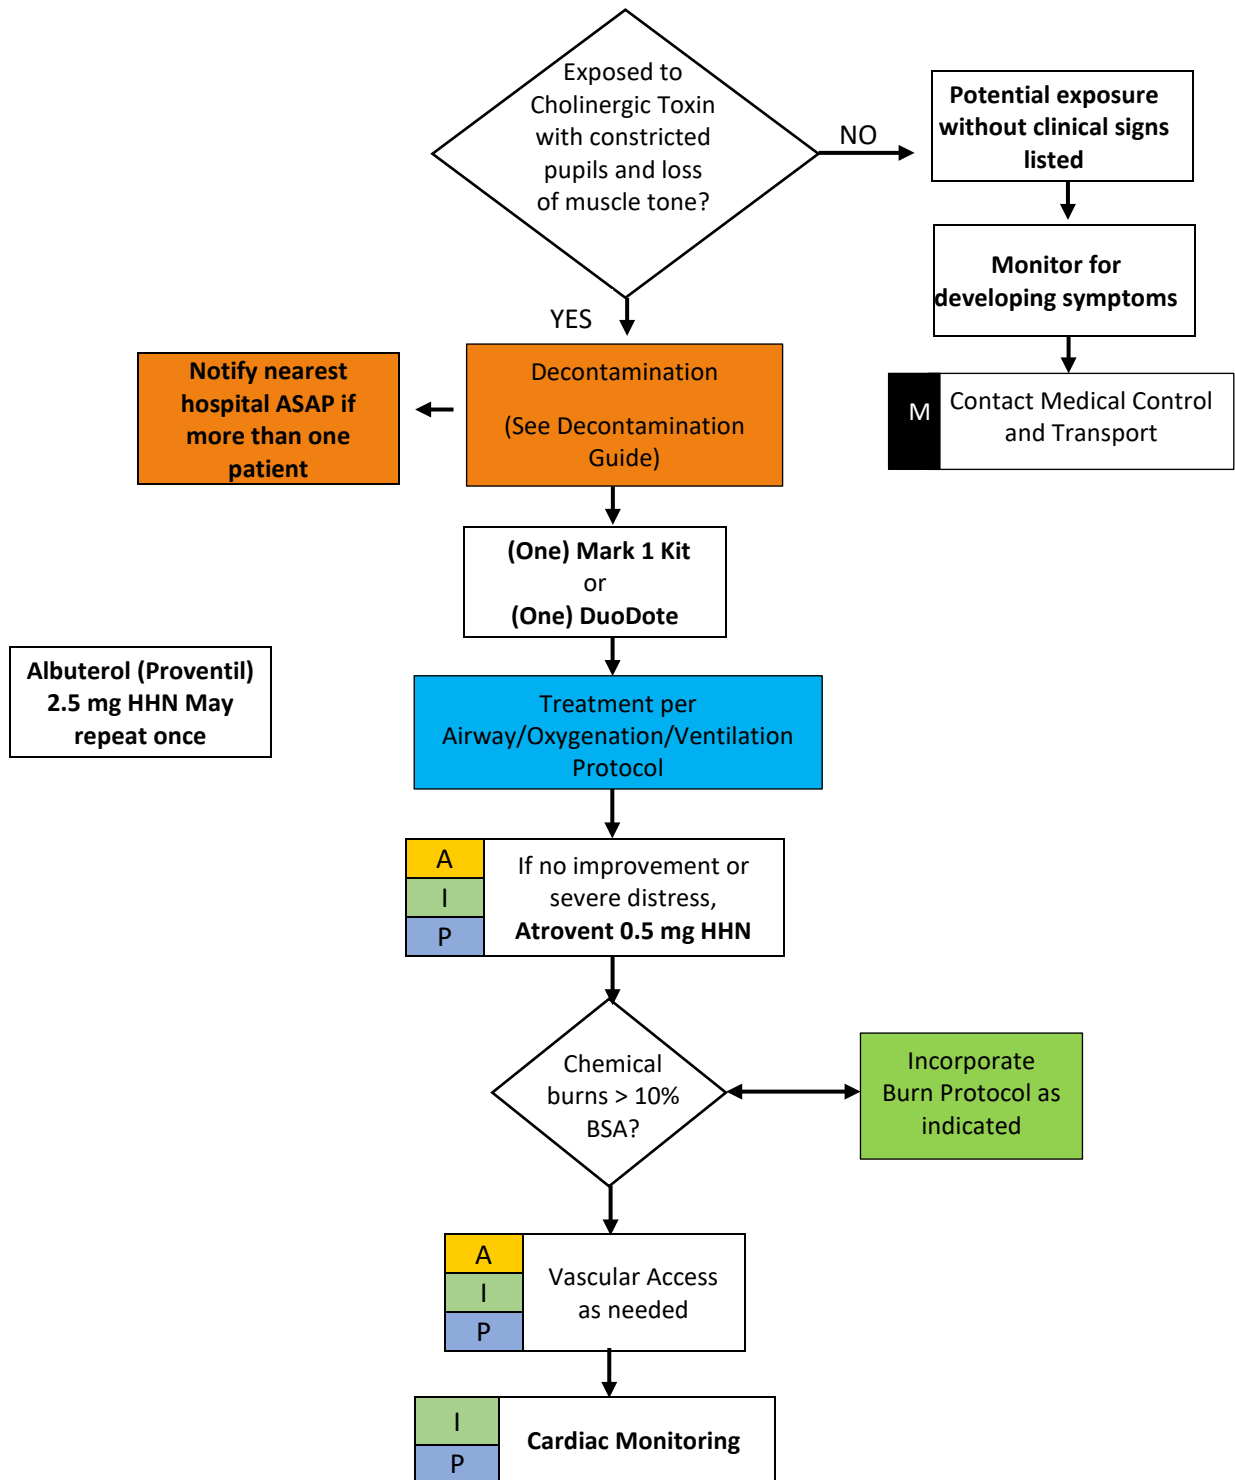 Exposed to
Cholinergic Toxin
with constricted
pupils and loss
of muscle tone?
NO
Potential exposure
without clinical signs
listed
Monitor for
developing symptoms
M
Contact Medical Control
and Transport
YES
Notify nearest
hospital ASAP if
more than one
patient
Decontamination
(See Decontamination
Guide)
(One) Mark 1 Kit
or
(One) DuoDote
Albuterol (Proventil)
2.5 mg HHN May
repeat once
Treatment per
Airway/Oxygenation/Ventilation
Protocol
A
I
P
If no improvement or
severe distress,
Atrovent 0.5 mg HHN
Chemical
burns > 10%
BSA?
Incorporate
Burn Protocol as
indicated
A
I
P
Vascular Access
as needed
I
P
Cardiac Monitoring